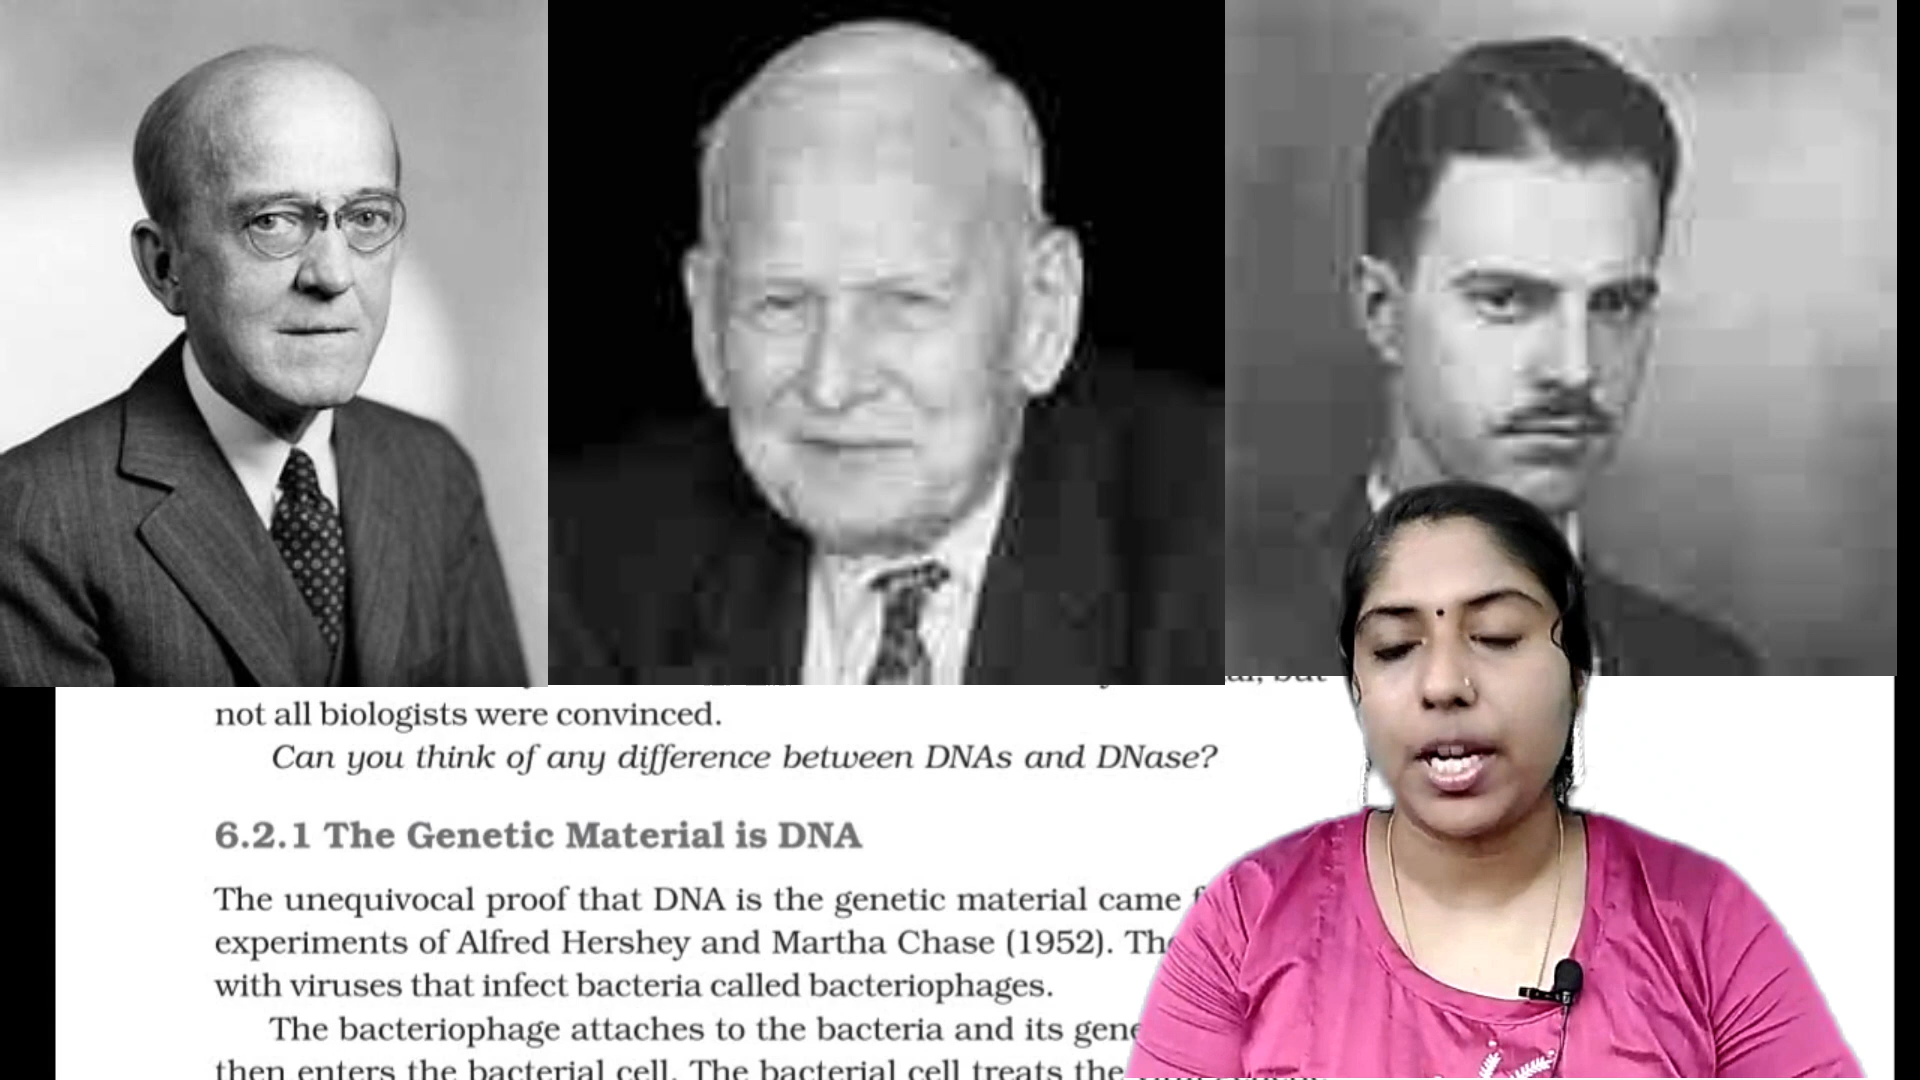 but
not all biologists were convinced.
Can you think of any difference between DNAs and DNase?
6.2.1 The Genetic Material is DNA
The unequivocal proof that DNA is the genetic material came
experiments of Alfred Hershey and Martha Chase (1952).
with viruses that infect bacteria called bacteriophages.
The bacteriophage attaches to the bacteria and its
then enters the bacterial cell. The bacterial cell treats the